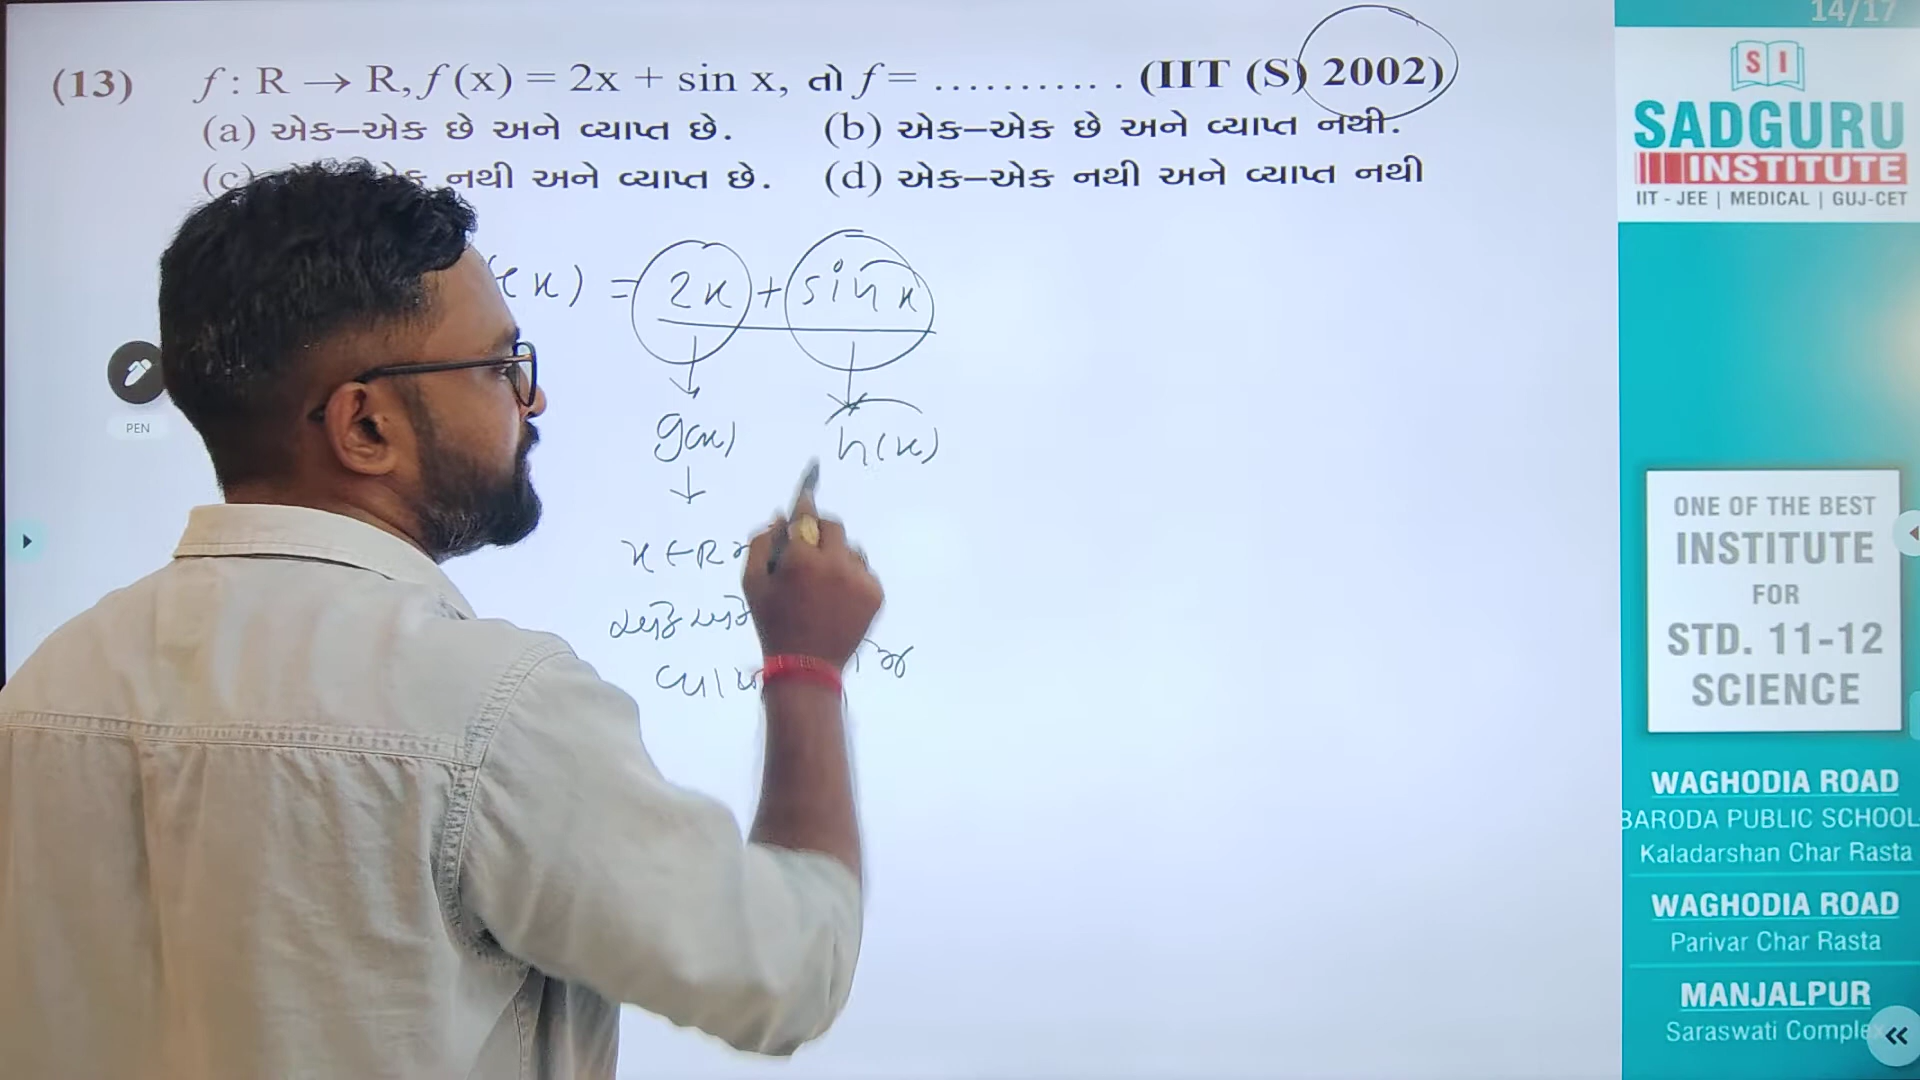 14/17
(13) f : R → R, f (x) = 2x + sin x, તો f = ............ (IIT (S) 2002)
(a) એક–એક છે અને વ્યાપ્ત છે. (b) એક–એક છે અને વ્યાપ્ત નથી.
(c) નથી અને વ્યાપ્ત છે. (d) એક–એક નથી અને વ્યાપ્ત નથી
(x) = 2x + sin x
g(x) h(x)
x ∈ R
PEN
S I
SADGURU
INSTITUTE
IIT - JEE | MEDICAL | GUJ-CET
ONE OF THE BEST
INSTITUTE
FOR
STD. 11-12
SCIENCE
WAGHODIA ROAD
BARODA PUBLIC SCHOOL
Kaladarshan Char Rasta
WAGHODIA ROAD
Parivar Char Rasta
MANJALPUR
Saraswati